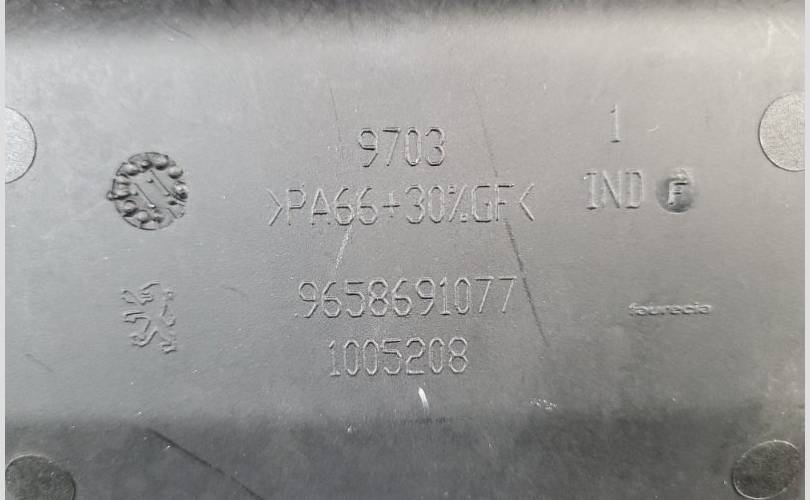 9703
1
>PA66+30%GF<
IND F
9658691077
faurecia
1005208